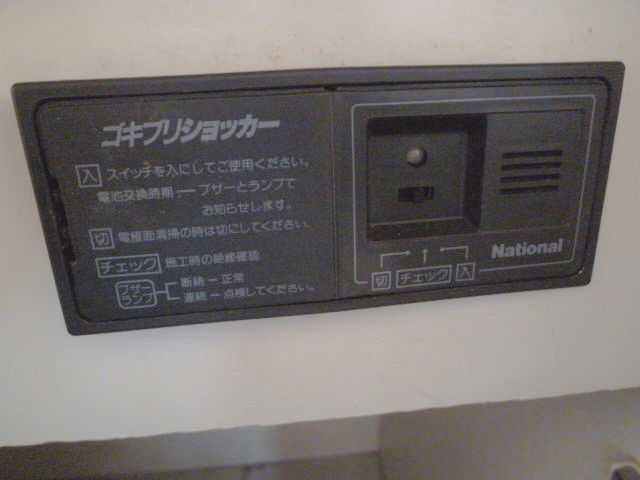 ゴキブリショッカー
入 スイッチを入にしてご使用ください。
電池交換時期ーブザーとランプで
お知らせします。
切 電極面清掃の時は切にしてください。
チェック 施工時の絶縁確認
ブザー
ランプ
断続ー正常
連続ー点検してください。
National
切 チェック 入